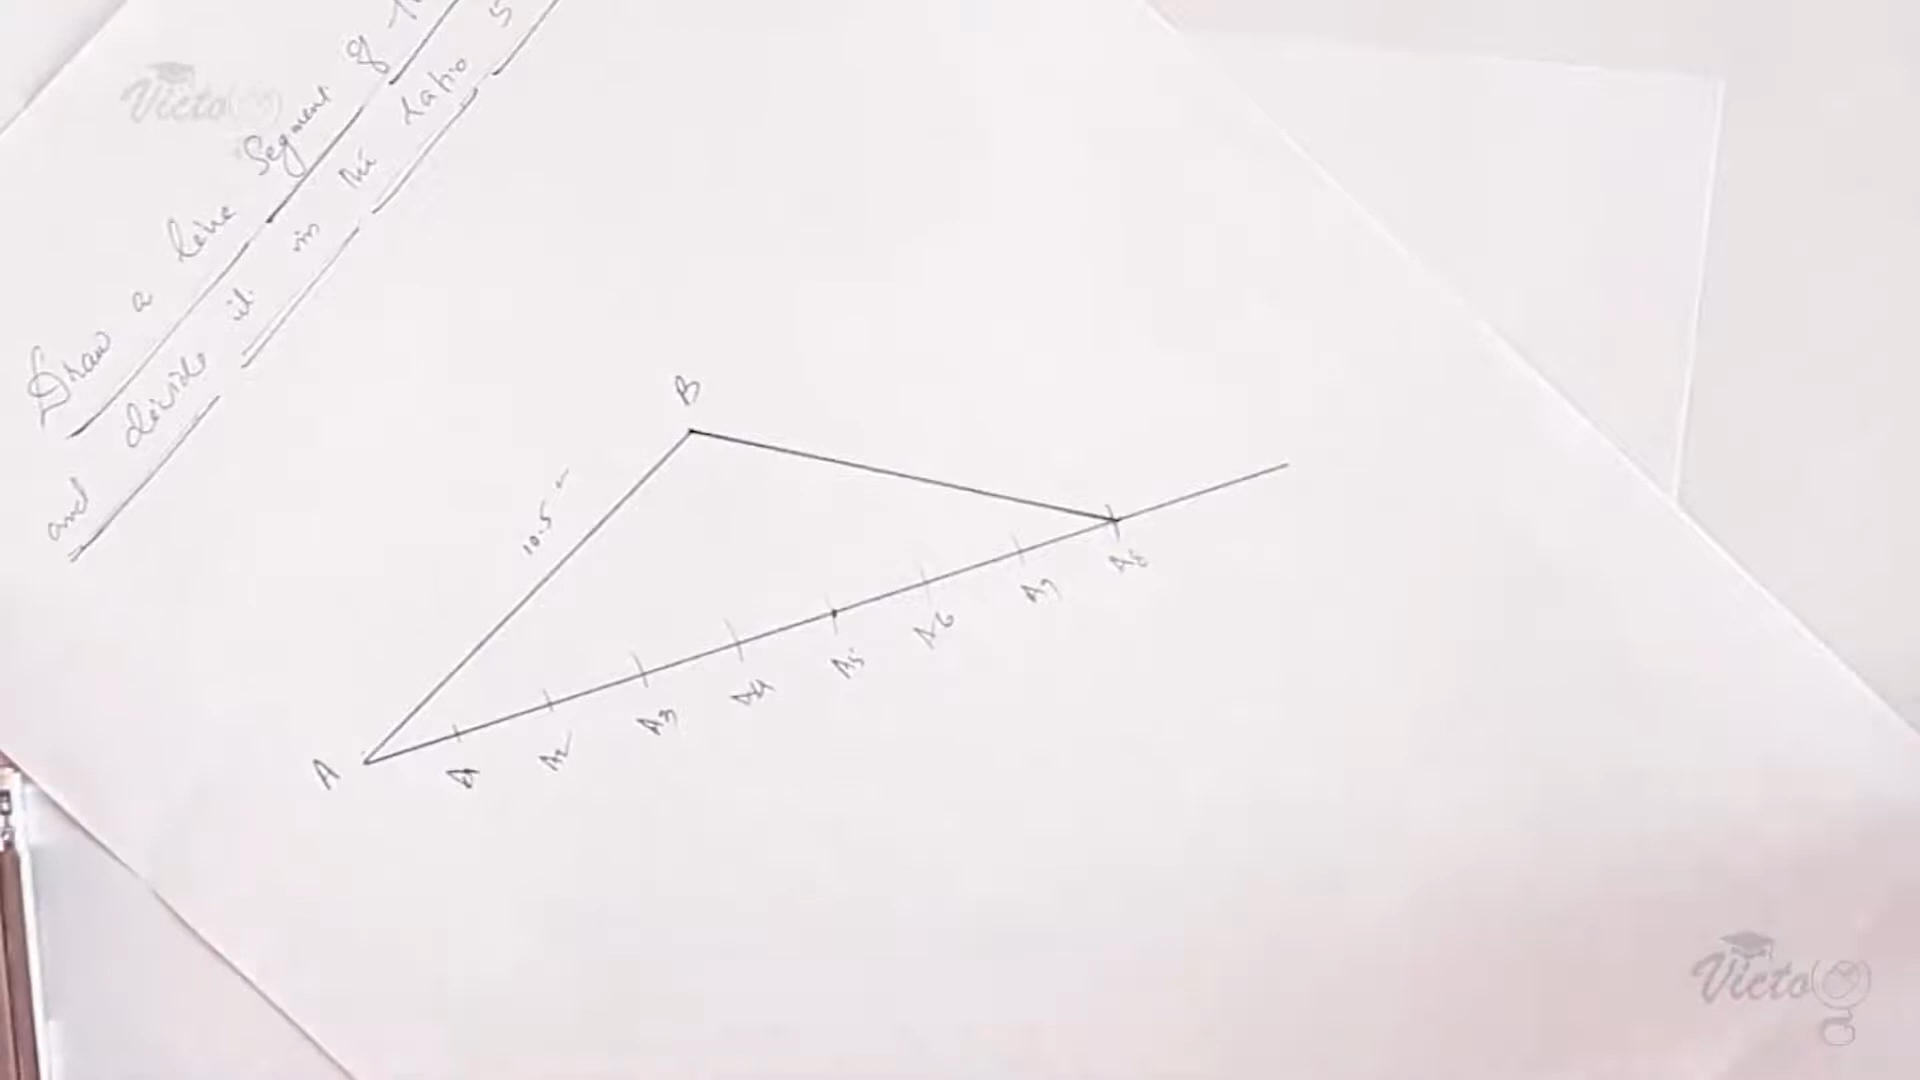 Draw a line Segment of
and divide it in the ratio 5
B
10.5
A
A1 A2 A3 A4 A5 A6 A7 A8
Victo
Victo